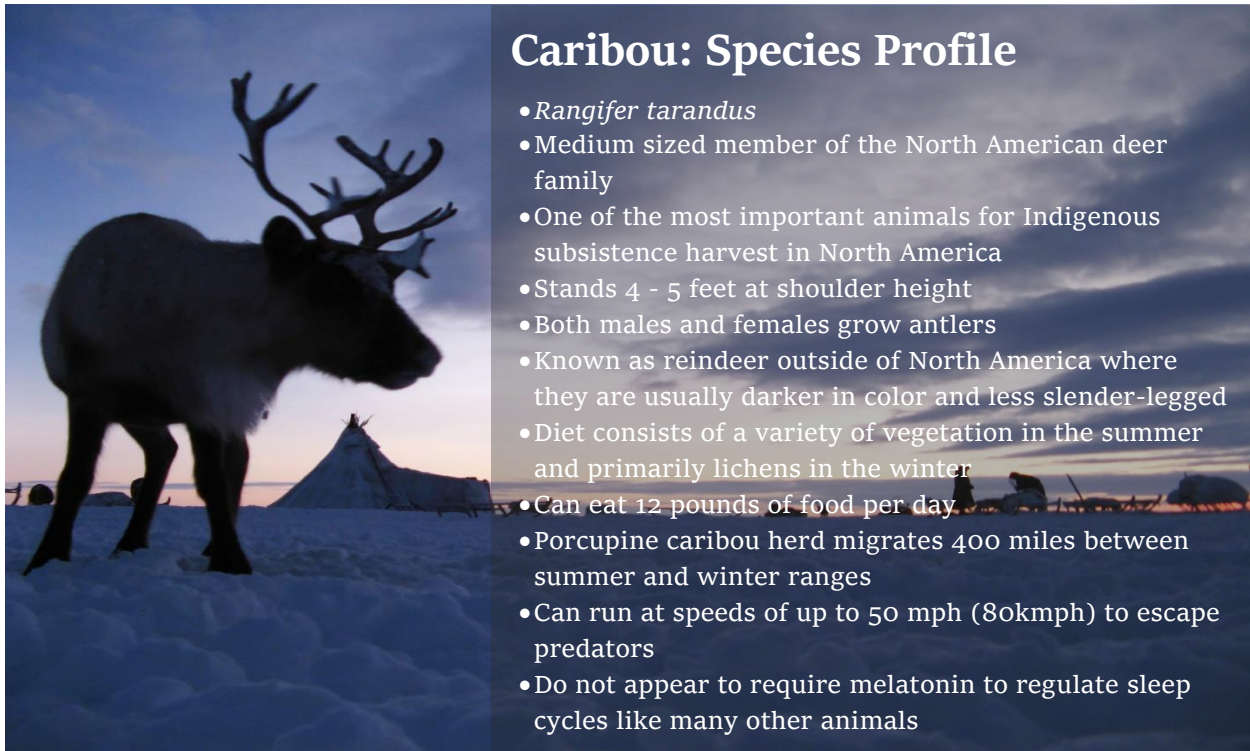 Caribou: Species Profile
•Rangifer tarandus
•Medium sized member of the North American deer
family
•One of the most important animals for Indigenous
subsistence harvest in North America
•Stands 4 - 5 feet at shoulder height
•Both males and females grow antlers
•Known as reindeer outside of North America where
they are usually darker in color and less slender-legged
•Diet consists of a variety of vegetation in the summer
and primarily lichens in the winter
•Can eat 12 pounds of food per day
•Porcupine caribou herd migrates 400 miles between
summer and winter ranges
•Can run at speeds of up to 50 mph (80kmph) to escape
predators
•Do not appear to require melatonin to regulate sleep
cycles like many other animals